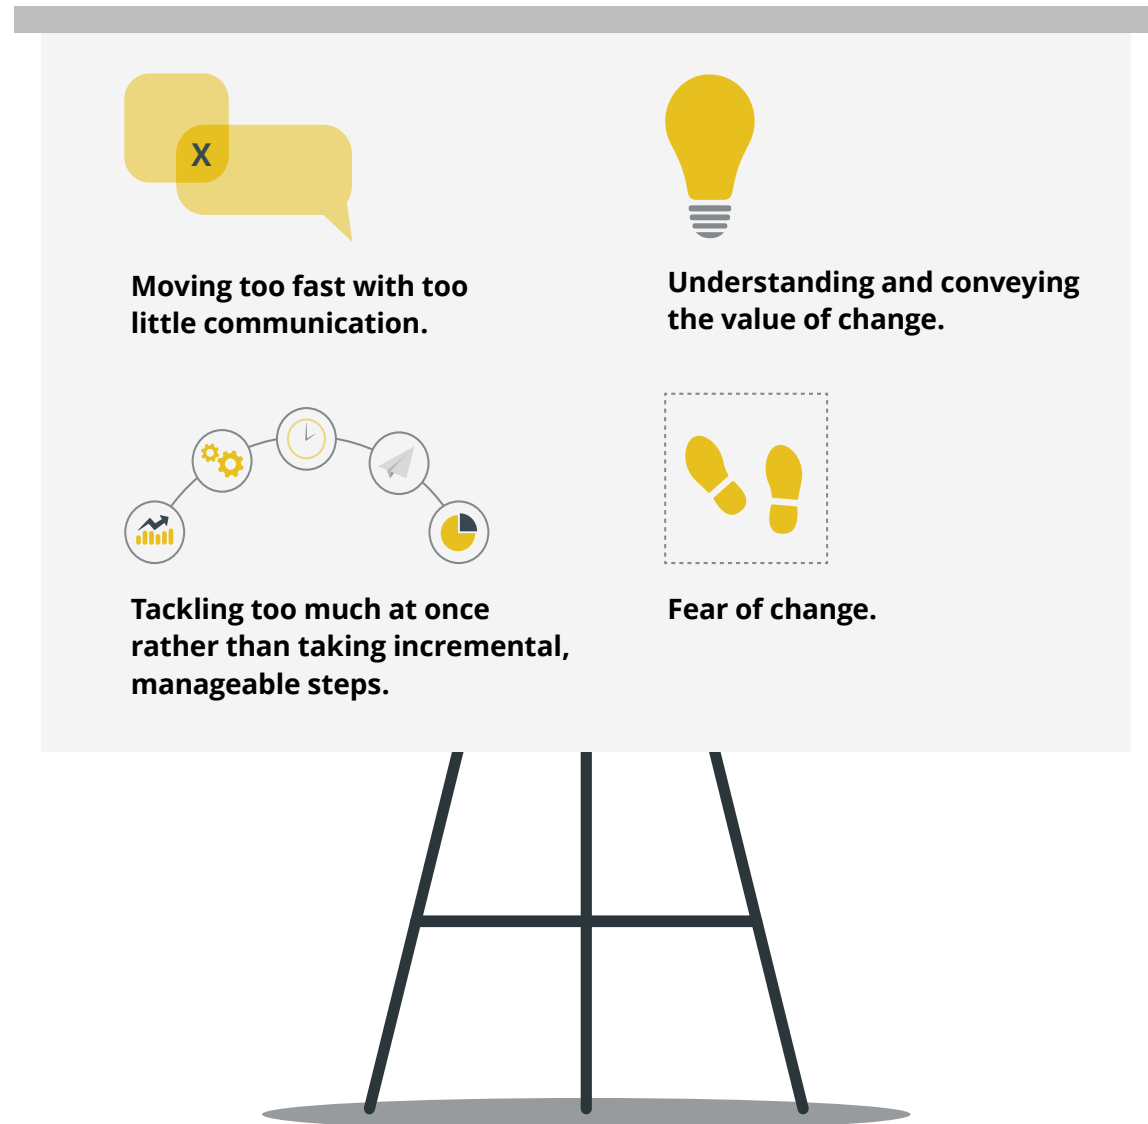 X
Moving too fast with too
little communication.
Understanding and conveying
the value of change.
Tackling too much at once
rather than taking incremental,
manageable steps.
Fear of change.